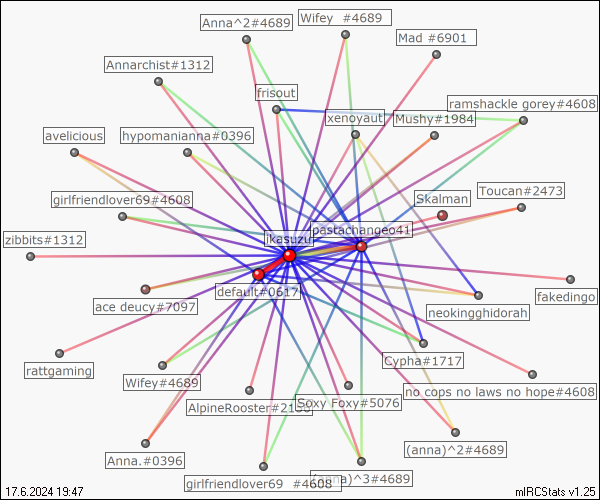 Anna^2#4689
Wifey #4689
Mad #6901
Annarchist#1312
frisout
ramshackle gorey#4608
xenoyaut
Mushy#1984
avelicious
hypomanianna#0396
girlfriendlover69#4608
Skalman
Toucan#2473
pastachangeo41
zibbits#1312
jkasuzu
default#0617
fakedingo
ace deucy#7097
neokingghidorah
rattgaming
Cypha#1717
Wifey#4689
no cops no laws no hope#4608
AlpineRooster#21
Soxy Foxy#5076
Anna.#0396
(anna)^2#4689
girlfriendlover69 #4608
)^3#4689
17.6.2024 19:47
mIRCStats v1.25